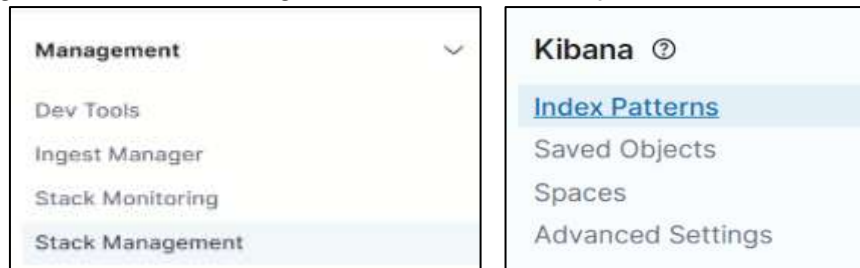 Management
Dev Tools
Ingest Manager
Stack Monitoring
Stack Management
Kibana
Index Patterns
Saved Objects
Spaces
Advanced Settings